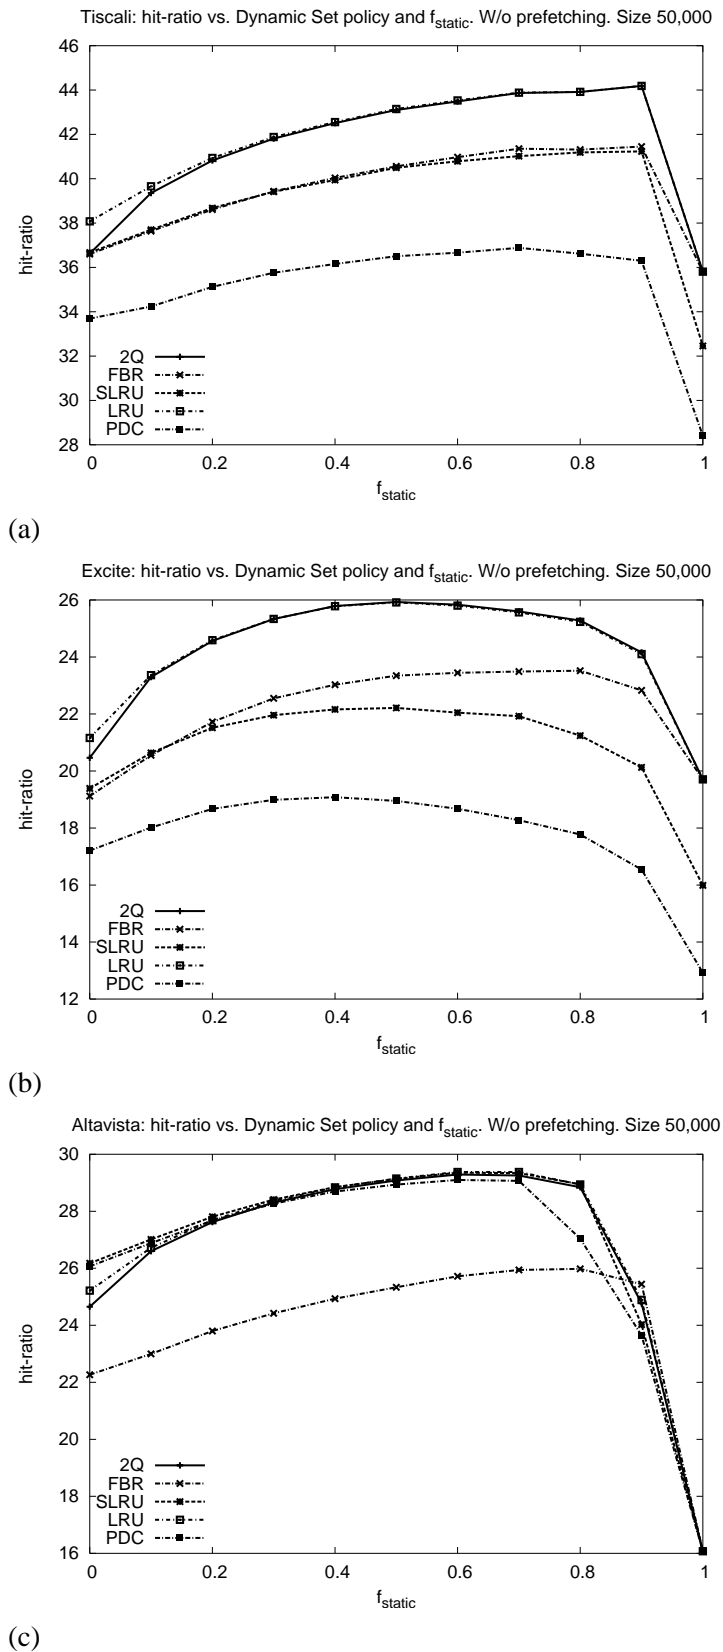 Tiscali: hit-ratio vs. Dynamic Set policy and f_static. W/o prefetching. Size 50,000
46
44
42
40
38
36
34
32
30
28
hit-ratio
2Q
FBR
SLRU
LRU
PDC
0 0.2 0.4 0.6 0.8 1
f_static
(a)
Excite: hit-ratio vs. Dynamic Set policy and f_static. W/o prefetching. Size 50,000
26
24
22
20
18
16
14
12
hit-ratio
2Q
FBR
SLRU
LRU
PDC
0 0.2 0.4 0.6 0.8 1
f_static
(b)
Altavista: hit-ratio vs. Dynamic Set policy and f_static. W/o prefetching. Size 50,000
30
28
26
24
22
20
18
16
hit-ratio
2Q
FBR
SLRU
LRU
PDC
0 0.2 0.4 0.6 0.8 1
f_static
(c)